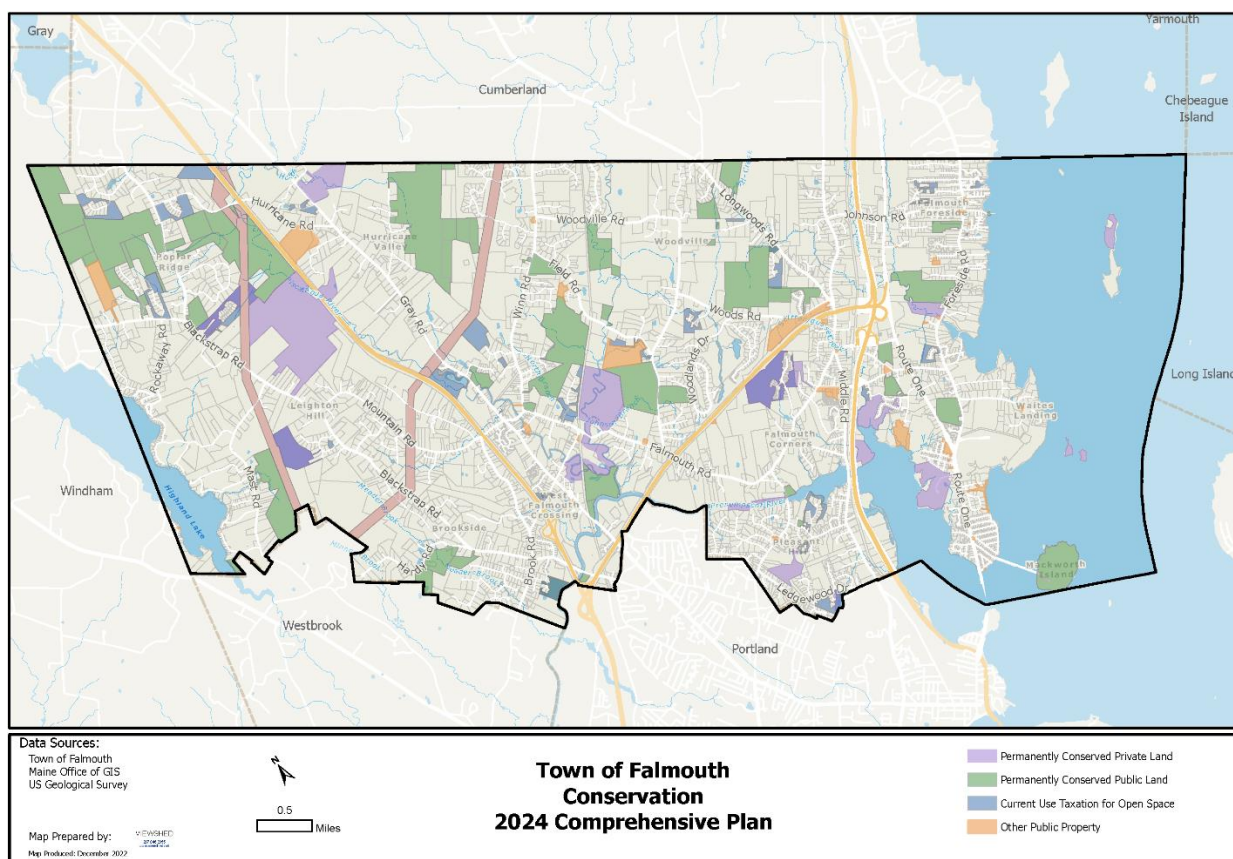 Gray
Yarmouth
Cumberland
Chebeague
Island
Hurricane Rd
Hurricane
Valley
Woodville Rd
Woodville
Longwoods Rd
Johnson Rd
Falmouth
Foreside
Foreside Rd
Poplar
Ridge
Field Rd
Winn Rd
Gray Rd
Woods Rd
Woodlands Dr
Rockaway Rd
Blackstrap Rd
Route One
Middle Rd
Long Island
Leighton
Hill
Mountain Rd
Waites
Landing
Falmouth
Corners
Falmouth Rd
Windham
Highland Lake
Mast Rd
Blackstrap Rd
West
Falmouth
Crossing
Route One
Brookside
Brook Rd
Hardy Rd
Pleasant
Hill
Mackworth
Island
Ledgewood Dr
Westbrook
Portland
Data Sources:
Town of Falmouth
Maine Office of GIS
US Geological Survey
N
0.5
Miles
Map Prepared by:
VIEWSHED
Map Produced: December 2022
Town of Falmouth
Conservation
2024 Comprehensive Plan
Permanently Conserved Private Land
Permanently Conserved Public Land
Current Use Taxation for Open Space
Other Public Property